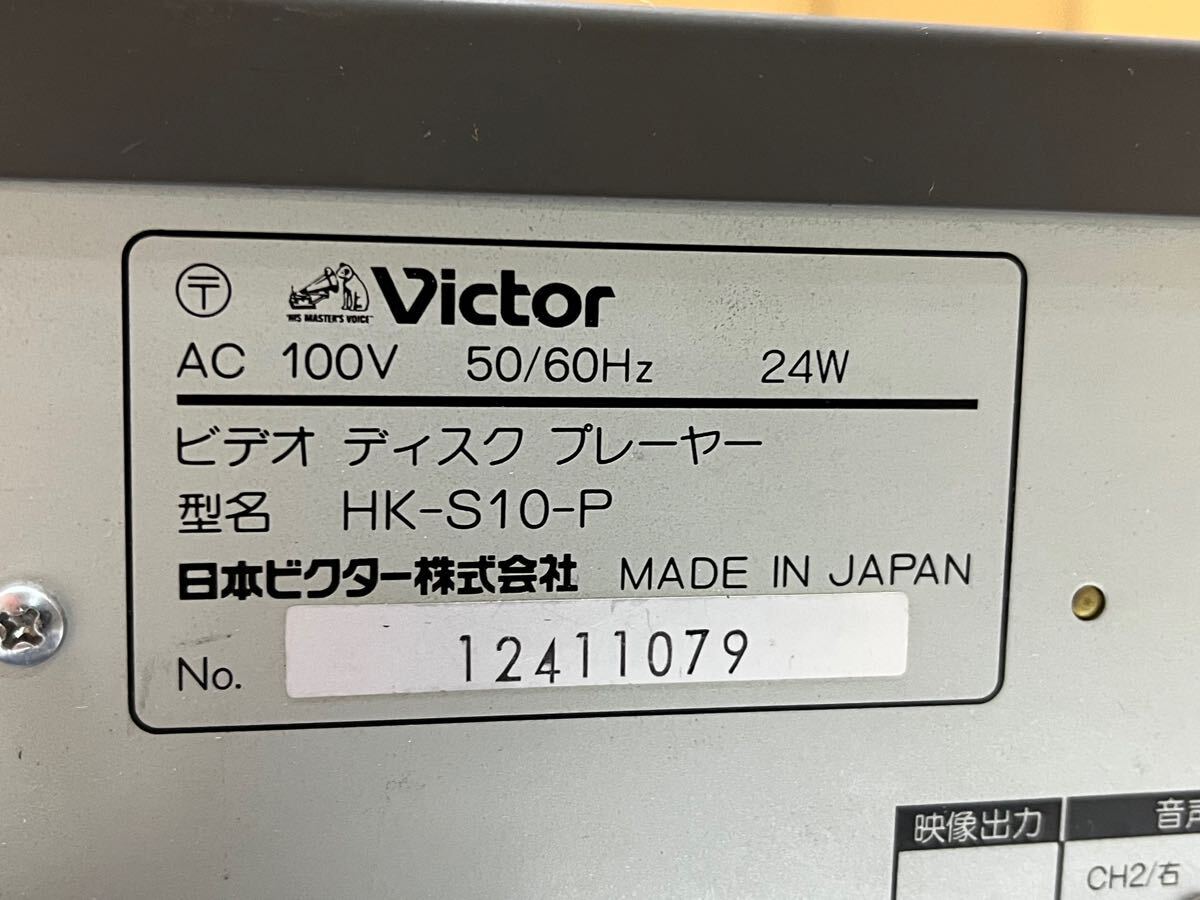 〒 Victor
"HIS MASTER'S VOICE"
AC 100V 50/60Hz 24W
ビデオ ディスク プレーヤー
型名 HK-S10-P
日本ビクター株式会社 MADE IN JAPAN
No. 12411079
映像出力 音声
CH2/右